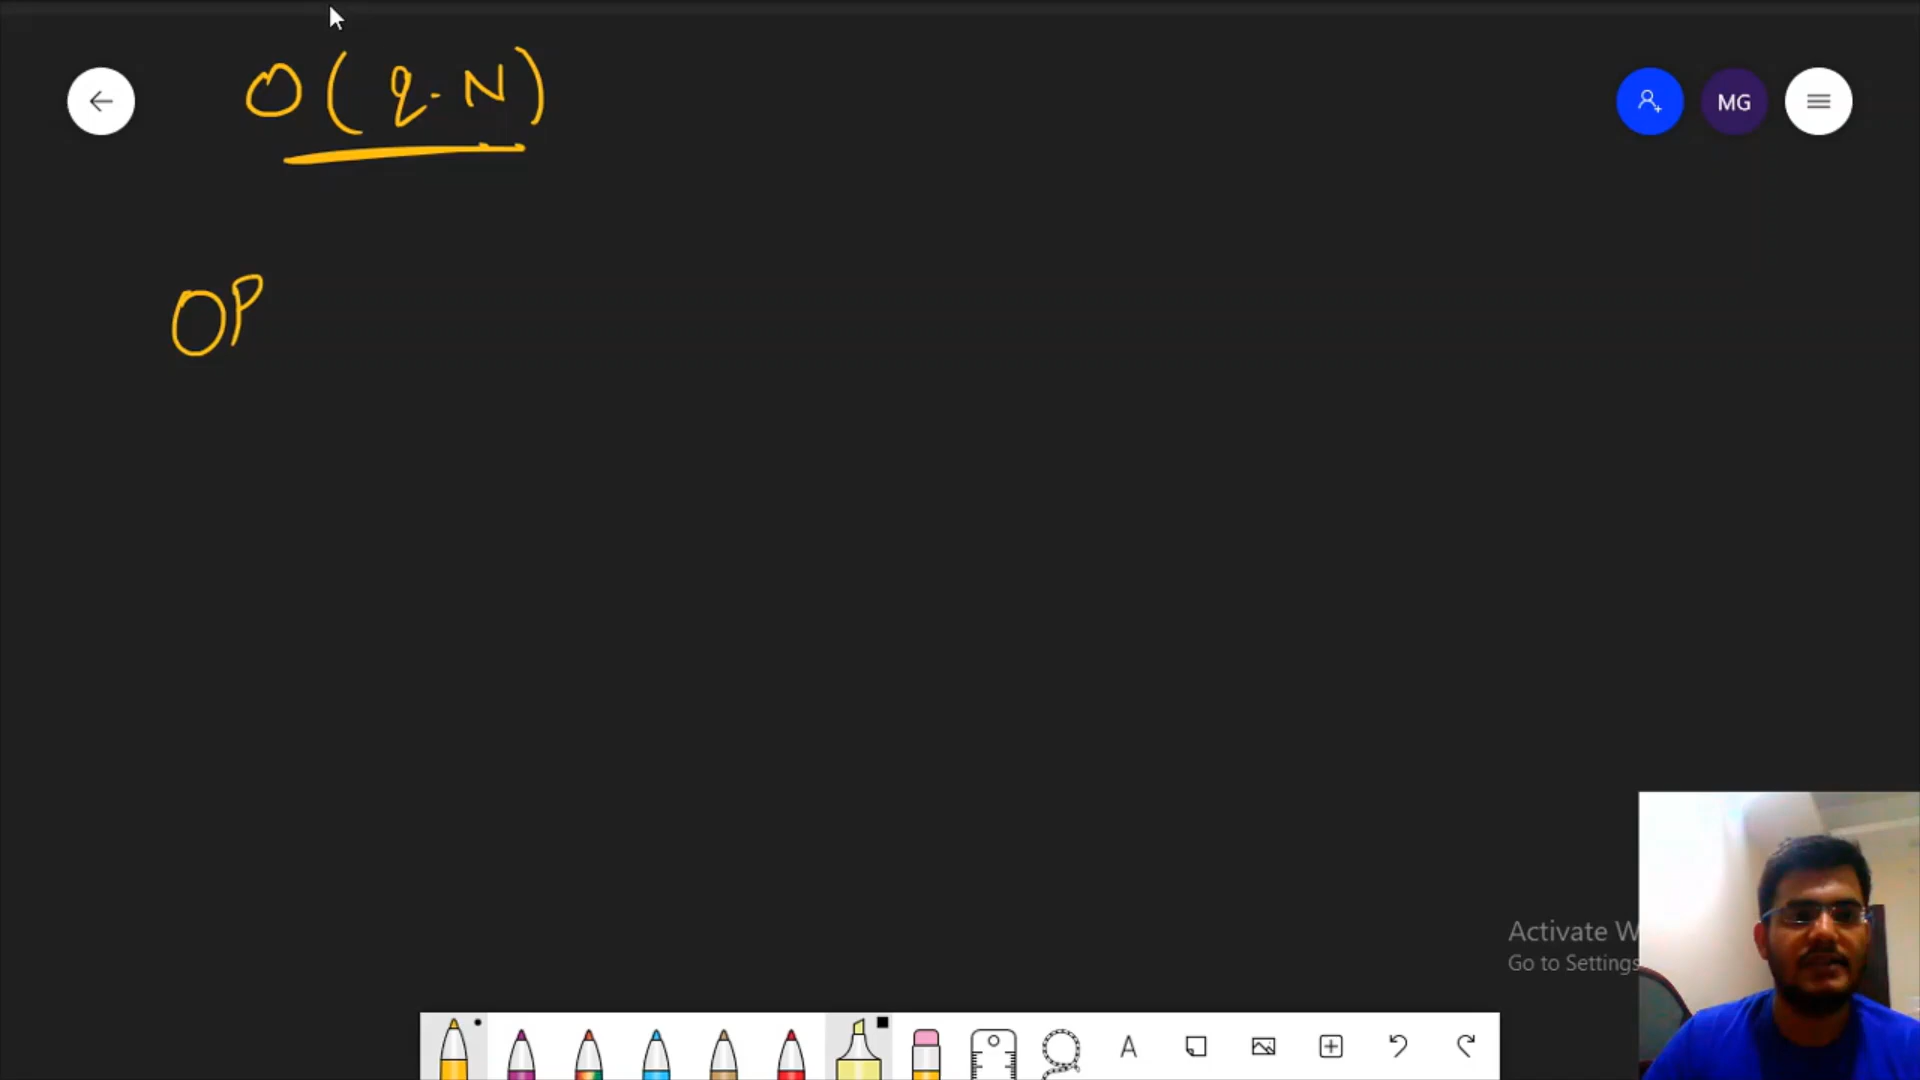 O(q.N)
MG
OP
Activate W
Go to Settings
A